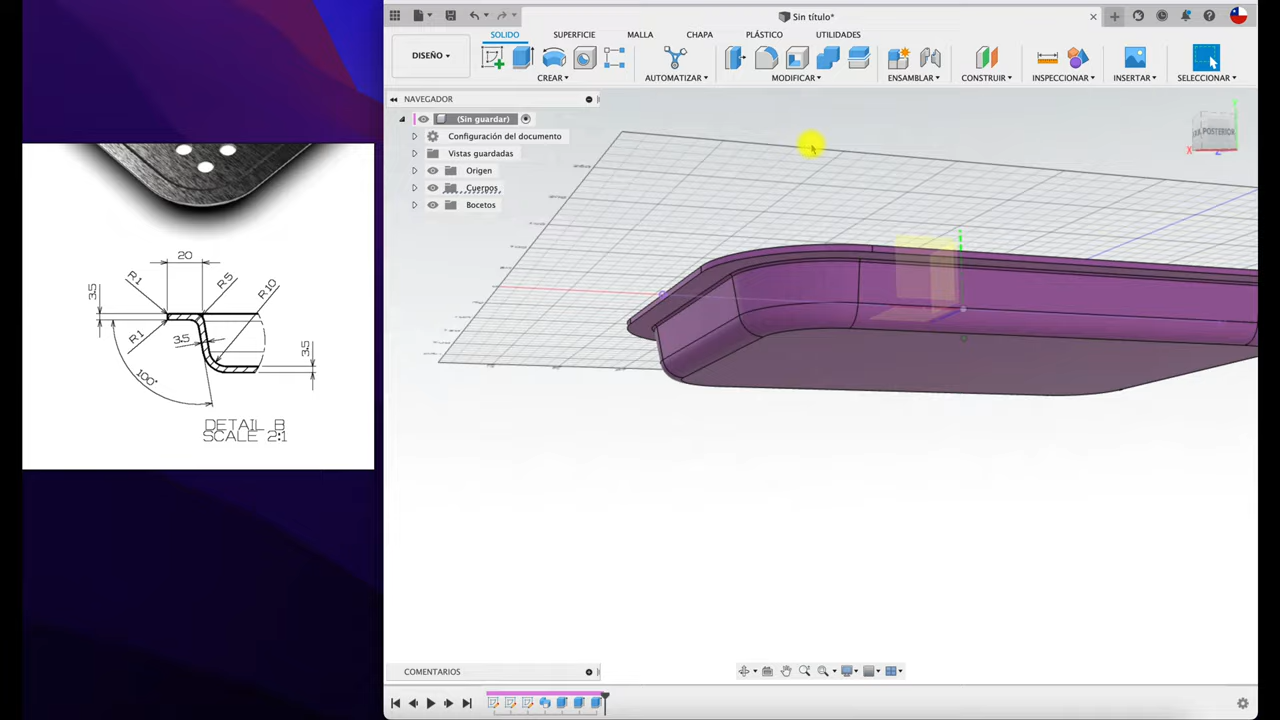 Sin título*
DISEÑO
SOLIDO
SUPERFICIE
MALLA
CHAPA
PLÁSTICO
UTILIDADES
CREAR
AUTOMATIZAR
MODIFICAR
ENSAMBLAR
CONSTRUIR
INSPECCIONAR
INSERTAR
SELECCIONAR
NAVEGADOR
(Sin guardar)
Configuración del documento
Vistas guardadas
Origen
Cuerpos
Bocetos
POSTERIOR
X
Y
Z
20
R1
R5
R10
3.5
R1
3.5
3.5
100°
DETAIL B
SCALE 2:1
COMENTARIOS